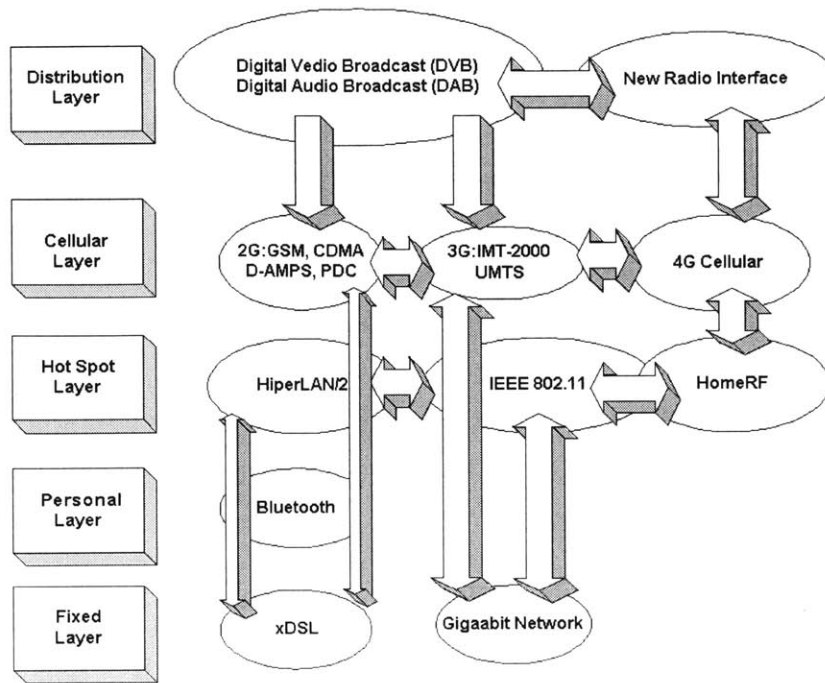 Distribution
Layer
Digital Vedio Broadcast (DVB)
Digital Audio Broadcast (DAB)
New Radio Interface
Cellular
Layer
2G:GSM, CDMA
D-AMPS, PDC
3G:IMT-2000
UMTS
4G Cellular
Hot Spot
Layer
HiperLAN/2
IEEE 802.11
HomeRF
Personal
Layer
Bluetooth
Fixed
Layer
xDSL
Gigaabit Network